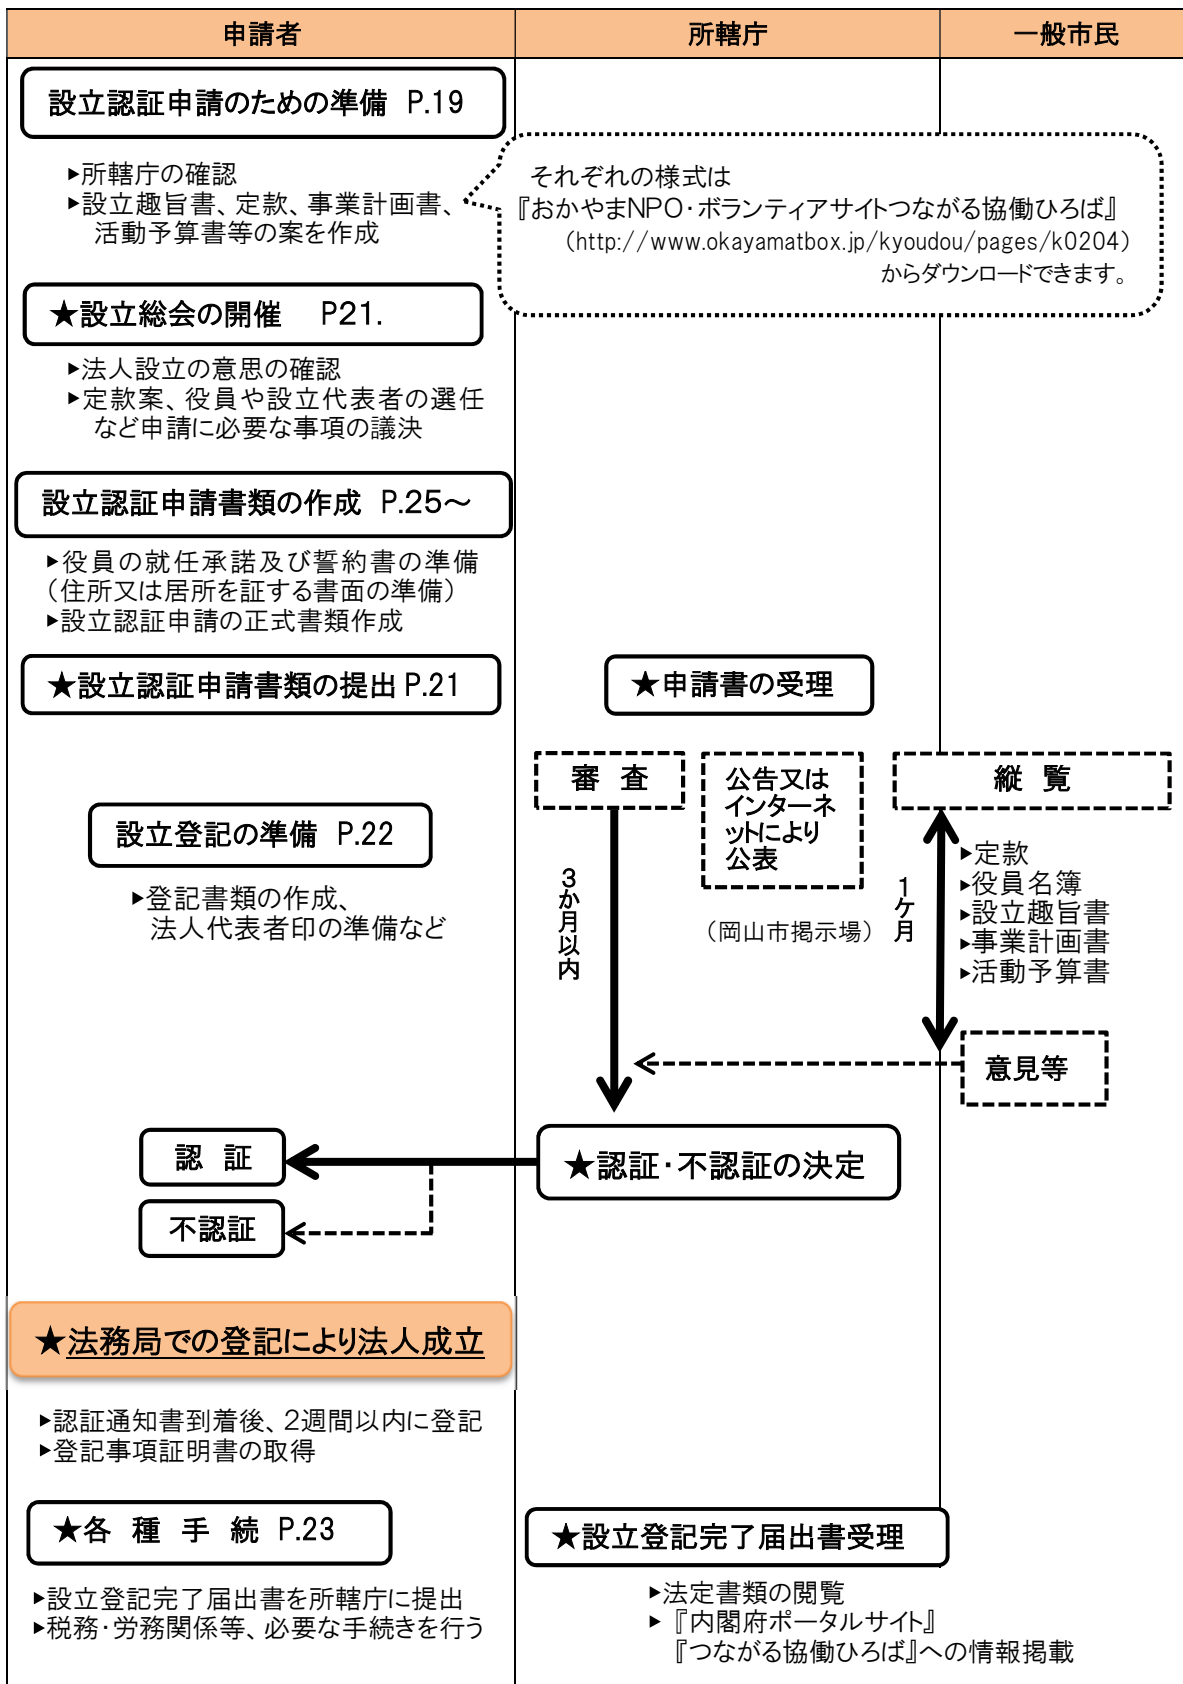 申請者
所轄庁
一般市民
設立認証申請のための準備 P.19
▶所轄庁の確認
▶設立趣旨書、定款、事業計画書、
活動予算書等の案を作成
それぞれの様式は
『おかやまNPO・ボランティアサイトつながる協働ひろば』
(http://www.okayamatbox.jp/kyoudou/pages/k0204)
からダウンロードできます。
★設立総会の開催 P21.
▶法人設立の意思の確認
▶定款案、役員や設立代表者の選任
など申請に必要な事項の議決
設立認証申請書類の作成 P.25～
▶役員の就任承諾及び誓約書の準備
（住所又は居所を証する書面の準備）
▶設立認証申請の正式書類作成
★設立認証申請書類の提出 P.21
★申請書の受理
審 査
公告又は
インターネ
ットにより
公表
縦 覧
設立登記の準備 P.22
▶登記書類の作成、
法人代表者印の準備など
3か月以内
（岡山市掲示場）
1ケ月
▶定款
▶役員名簿
▶設立趣旨書
▶事業計画書
▶活動予算書
意見等
★認証・不認証の決定
認 証
不認証
★法務局での登記により法人成立
▶認証通知書到着後、2週間以内に登記
▶登記事項証明書の取得
★各 種 手 続 P.23
▶設立登記完了届出書を所轄庁に提出
▶税務・労務関係等、必要な手続きを行う
★設立登記完了届出書受理
▶法定書類の閲覧
▶『内閣府ポータルサイト』
『つながる協働ひろば』への情報掲載